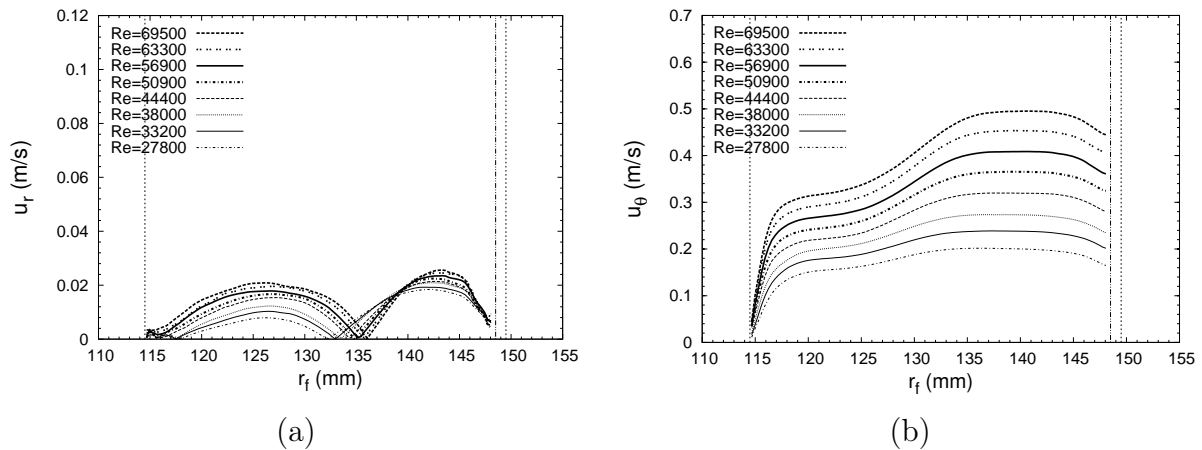 0.12
0.1
0.08
0.06
0.04
0.02
0
u_r (m/s)
Re=69500
Re=63300
Re=56900
Re=50900
Re=44400
Re=38000
Re=33200
Re=27800
110 115 120 125 130 135 140 145 150 155
r_f (mm)
(a)
0.7
0.6
0.5
0.4
0.3
0.2
0.1
0
u_θ (m/s)
Re=69500
Re=63300
Re=56900
Re=50900
Re=44400
Re=38000
Re=33200
Re=27800
110 115 120 125 130 135 140 145 150 155
r_f (mm)
(b)